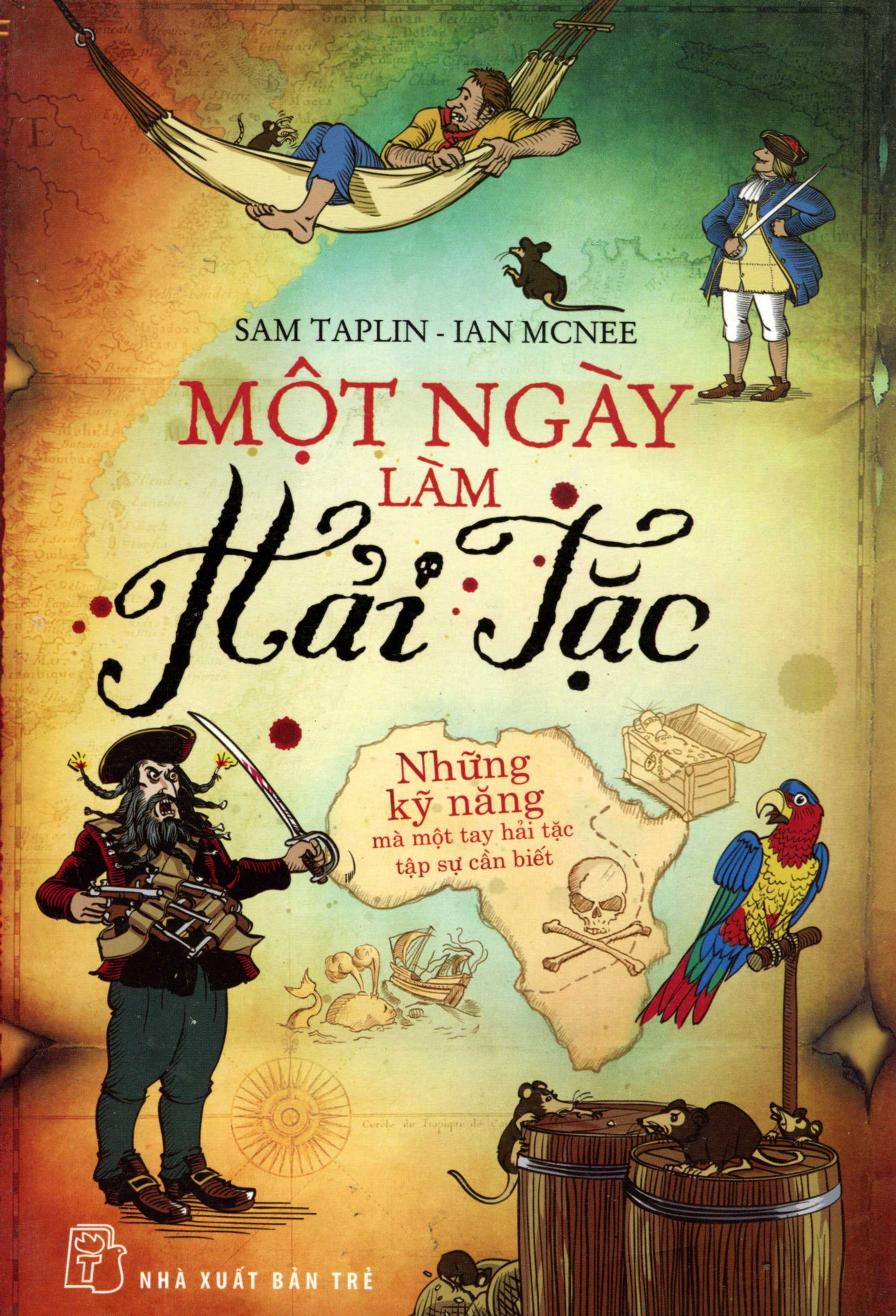 SAM TAPLIN - IAN MCNEE
MỘT NGÀY
LÀM
Hải Tặc
Những
kỹ năng
mà một tay hải tặc
tập sự cần biết
NHÀ XUẤT BẢN TRẺ